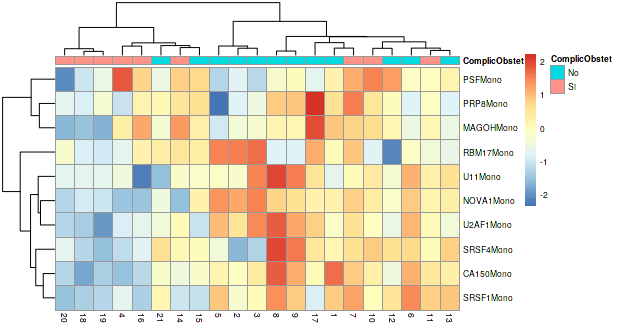 ComplicObstet
PSFMono
PRP8Mono
MAGOHMono
RBM17Mono
U11Mono
NOVA1Mono
U2AF1Mono
SRSF4Mono
CA150Mono
SRSF1Mono
20 18 19 4 16 21 14 15 5 2 3 8 9 17 1 7 10 12 6 11 13
2
1
0
-1
-2
ComplicObstet
No
SI